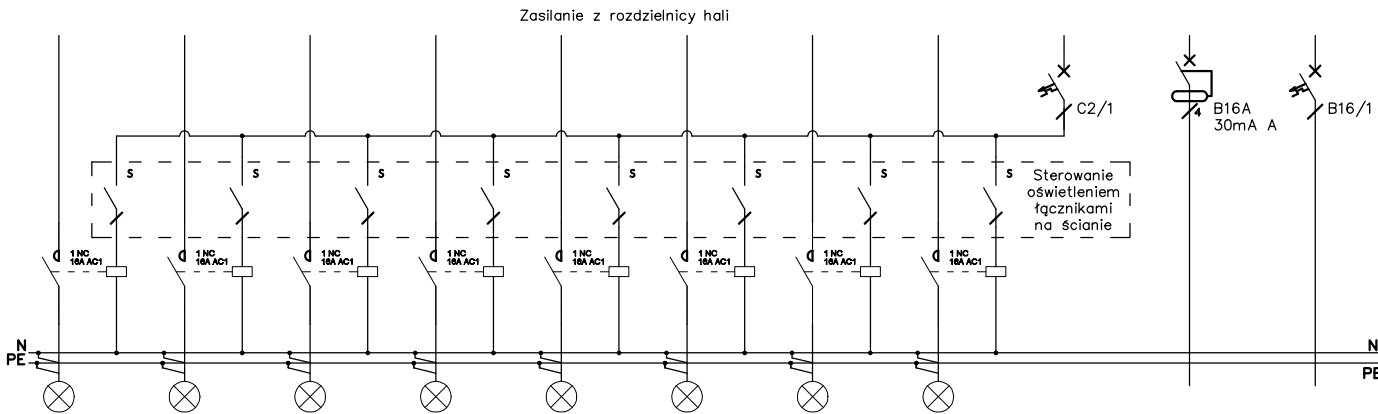 Zasilanie z rozdzielnicy hali
C2/1
B16A
30mA A
B16/1
4
S
S
S
S
S
S
S
S
Sterowanie
oświetleniem
łącznikami
na ścianie
1 NC
16A AC1
1 NC
16A AC1
1 NC
16A AC1
1 NC
16A AC1
1 NC
16A AC1
1 NC
16A AC1
1 NC
16A AC1
1 NC
16A AC1
N
PE
N
PE